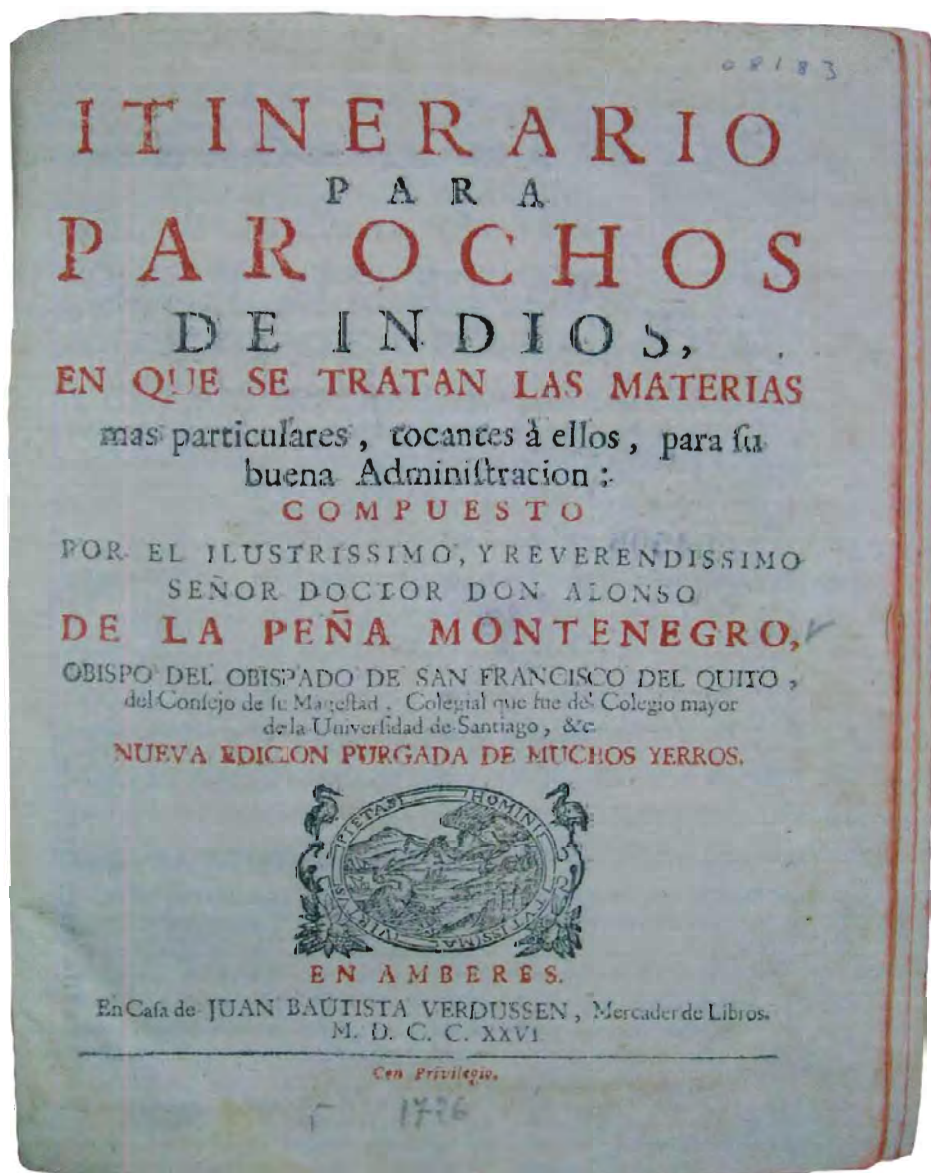 08183
ITINERARIO
PARA
PAROCHOS
DE INDIOS,
EN QUE SE TRATAN LAS MATERIAS
mas particulares, tocantes à ellos, para ſu
buena Adminiſtracion:
COMPUESTO
POR EL ILUSTRISSIMO, Y REVERENDISSIMO
SEÑOR DOCTOR DON ALONSO
DE LA PEÑA MONTENEGRO,
OBISPO DEL OBISPADO DE SAN FRANCISCO DEL QUITO,
del Conſejo de ſu Mageſtad, Colegial que fue del Colegio mayor
de la Univerſidad de Santiago, &c.
NUEVA EDICION PURGADA DE MUCHOS YERROS.
PIETAS HOMINI TUTISSIMA VIRTUS
EN AMBERES.
En Caſa de JUAN BAUTISTA VERDUSSEN, Mercader de Libros.
M. D. C. C. XXVI
Con Privilegio.
1726